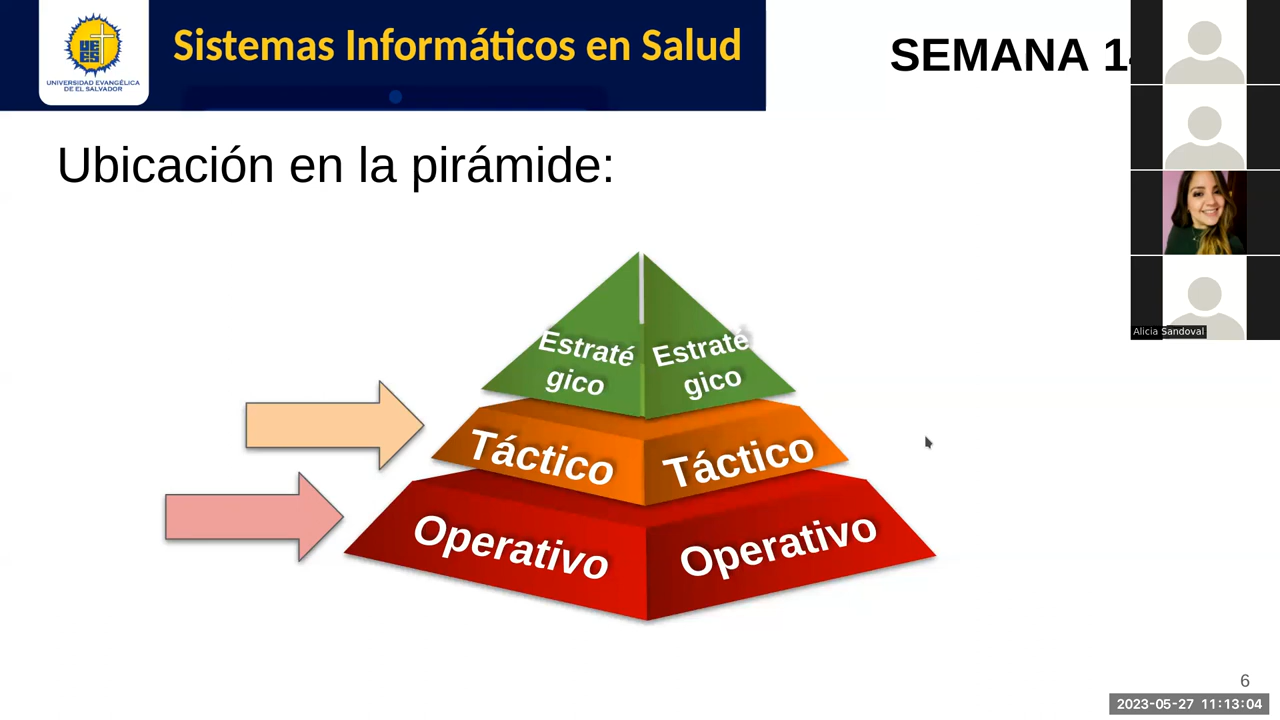 Sistemas Informáticos en Salud
UNIVERSIDAD EVANGÉLICA
DE EL SALVADOR
SEMANA 14
Ubicación en la pirámide:
Estraté
gico
Estraté
gico
Táctico
Táctico
Operativo
Operativo
Alicia Sandoval
6
2023-05-27 11:13:04